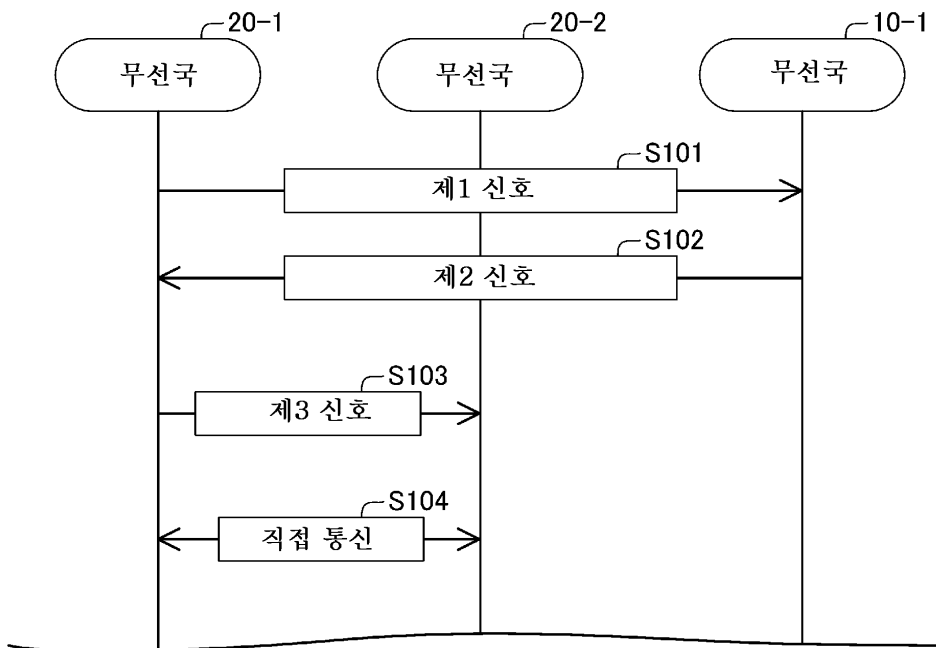 20-1
20-2
10-1
무선국
무선국
무선국
S101
제1 신호
S102
제2 신호
S103
제3 신호
S104
직접 통신